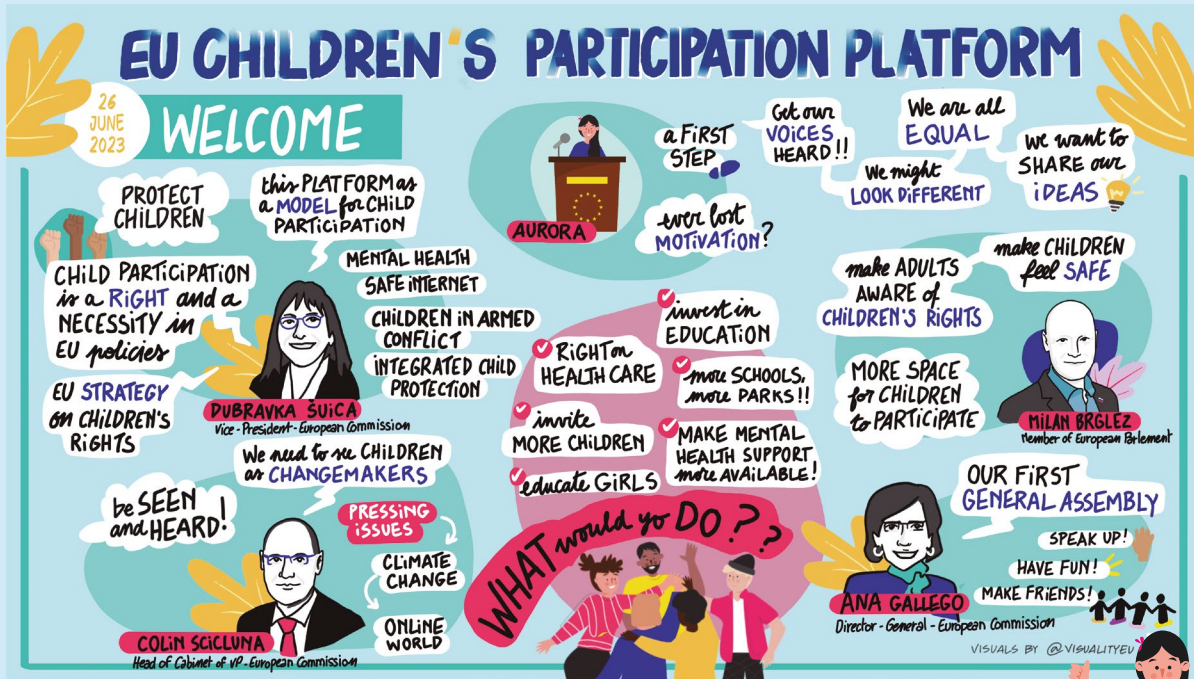 EU CHILDREN'S PARTICIPATION PLATFORM
26
JUNE
2023
WELCOME
PROTECT
CHILDREN
this PLATFORM as
a MODEL for CHILD
PARTICIPATION
CHILD PARTICIPATION
is a RIGHT and a
NECESSITY in
EU policies
EU STRATEGY
on CHILDREN'S
RIGHTS
MENTAL HEALTH
SAFE INTERNET
CHILDREN IN ARMED
CONFLICT
INTEGRATED CHILD
PROTECTION
DUBRAVKA ŠUICA
Vice-President-European Commission
We need to see CHILDREN
as CHANGEMAKERS
be SEEN
and HEARD!
PRESSING
ISSUES
CLIMATE
CHANGE
ONLINE
WORLD
COLIN SCICLUNA
Head of Cabinet of VP-European Commission
AURORA
a FIRST
STEP
Get our
VOICES
HEARD!!
We are all
EQUAL
We might
LOOK DIFFERENT
we want to
SHARE our
IDEAS
ever lost
MOTIVATION?
invest in
EDUCATION
RIGHT on
HEALTH CARE
more SCHOOLS,
more PARKS!!
invite
MORE CHILDREN
MAKE MENTAL
HEALTH SUPPORT
more AVAILABLE!
educate GIRLS
WHAT would yo DO??
make CHILDREN
feel SAFE
make ADULTS
AWARE of
CHILDREN'S RIGHTS
MORE SPACE
for CHILDREN
to PARTICIPATE
MILAN BRGLEZ
Member of European Parlement
OUR FIRST
GENERAL ASSEMBLY
SPEAK UP!
HAVE FUN!
MAKE FRIENDS!
ANA GALLEGO
Director-General-European Commission
VISUALS BY @VISUALITYEU